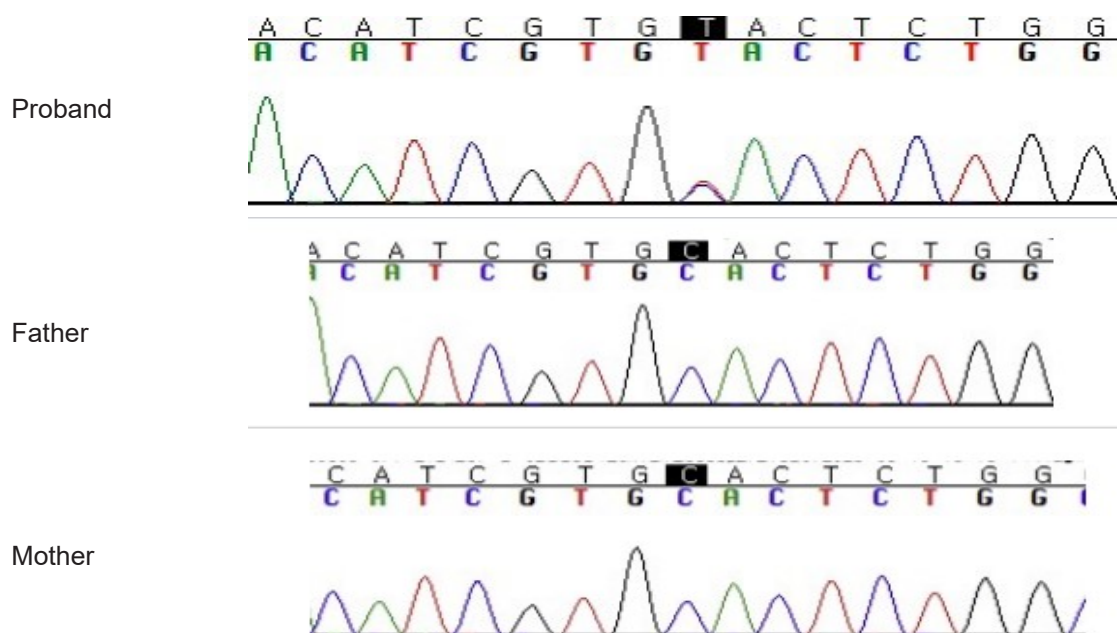 A C A T C G T G T A C T C T G G
A C A T C G T G T A C T C T G G
Proband
A C A T C G T G C A C T C T G G
A C A T C G T G C A C T C T G G
Father
C A T C G T G C A C T C T G G
C A T C G T G C A C T C T G G
Mother